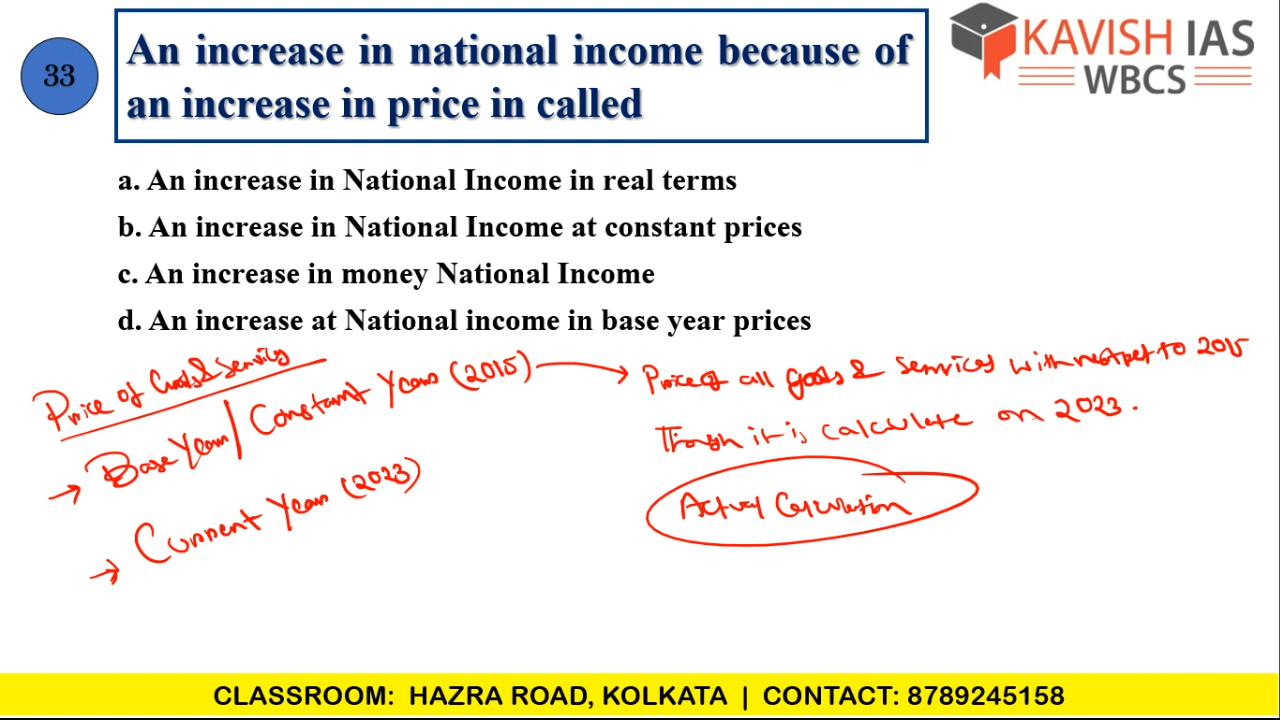 33
An increase in national income because of
an increase in price in called
KAVISH IAS
WBCS
a. An increase in National Income in real terms
b. An increase in National Income at constant prices
c. An increase in money National Income
d. An increase at National income in base year prices
Price of Goods & Service
→ Base Year/Constant Year (2015) → Price of all goods & services with respect to 2015
Though it is calculate on 2023.
→ Current Year (2023)
Actual Calculation
CLASSROOM: HAZRA ROAD, KOLKATA | CONTACT: 8789245158